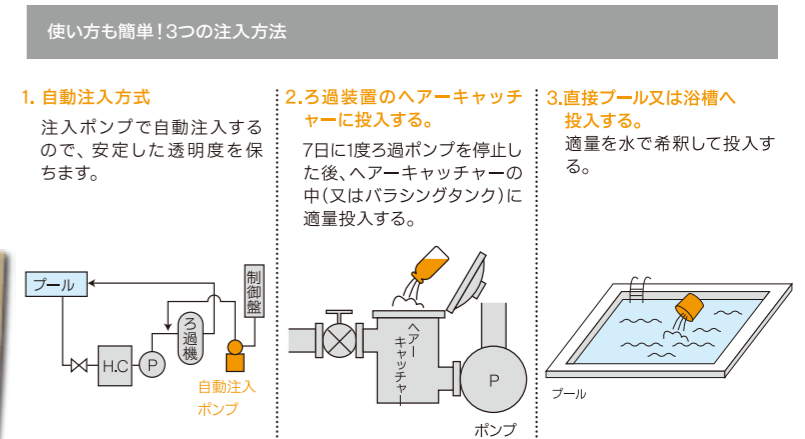 使い方も簡単!3つの注入方法
1. 自動注入方式
注入ポンプで自動注入する
ので、安定した透明度を保
ちます。
プール
制御盤
ろ過機
H.C
P
自動注入
ポンプ
2.ろ過装置のヘアーキャッチ
ャーに投入する。
7日に1度ろ過ポンプを停止し
た後、ヘアーキャッチャーの
中(又はバラシングタンク)に
適量投入する。
ヘアー
キャッチャー
P
ポンプ
3.直接プール又は浴槽へ
投入する。
適量を水で希釈して投入す
る。
プール